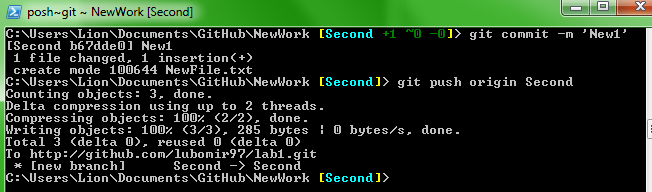 posh~git ~ NewWork [Second]
C:\Users\Lion\Documents\GitHub\NewWork [Second +1 ~0 -0]> git commit -m 'New1'
[Second b67dde0] New1
 1 file changed, 1 insertion(+)
 create mode 100644 NewFile.txt
C:\Users\Lion\Documents\GitHub\NewWork [Second]> git push origin Second
Counting objects: 3, done.
Delta compression using up to 2 threads.
Compressing objects: 100% (2/2), done.
Writing objects: 100% (3/3), 285 bytes | 0 bytes/s, done.
Total 3 (delta 0), reused 0 (delta 0)
To http://github.com/lubomir97/lab1.git
 * [new branch]      Second -> Second
C:\Users\Lion\Documents\GitHub\NewWork [Second]>